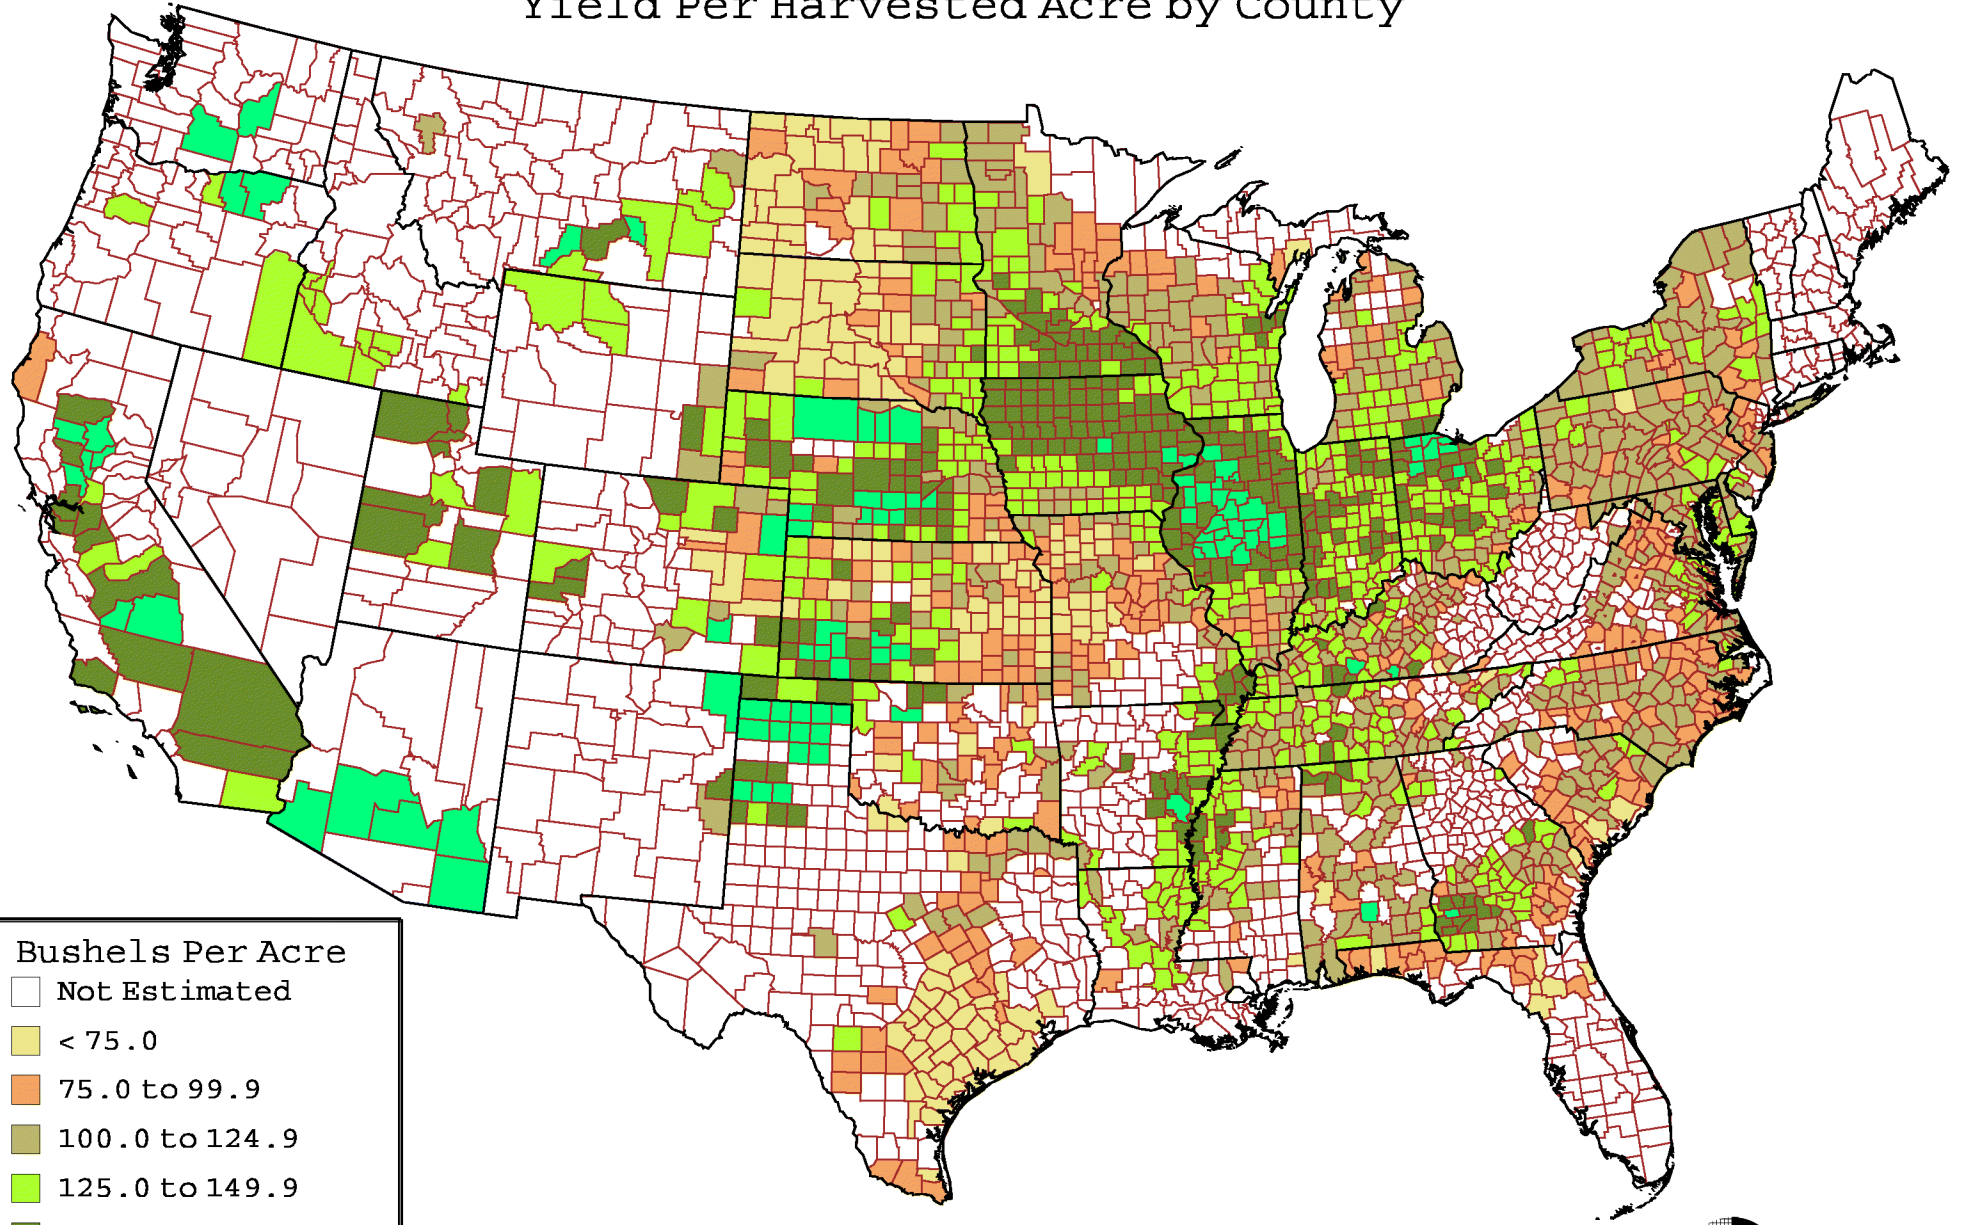 Yield Per Harvested Acre by County
Bushels Per Acre
Not Estimated
< 75.0
75.0 to 99.9
100.0 to 124.9
125.0 to 149.9